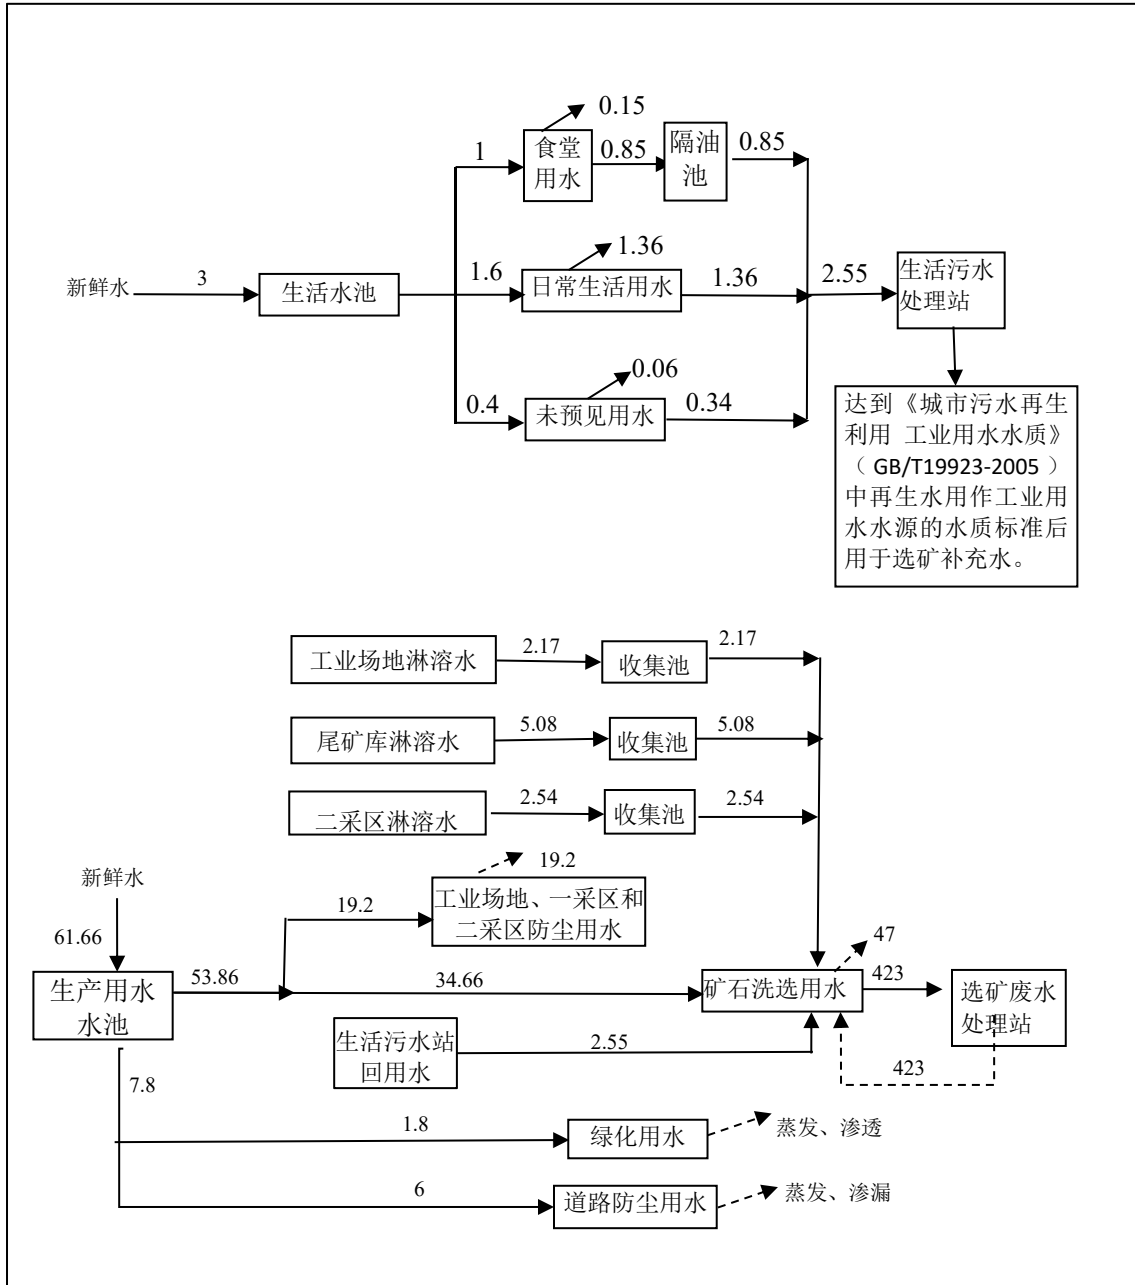 0.15
1
食堂
用水
0.85
隔油
池
0.85
新鲜水
3
生活水池
1.6
1.36
日常生活用水
1.36
2.55
生活污水
处理站
0.4
0.06
未预见用水
0.34
达到《城市污水再生
利用 工业用水水质》
（GB/T19923-2005）
中再生水用作工业用
水水源的水质标准后
用于选矿补充水。
工业场地淋溶水
2.17
收集池
2.17
尾矿库淋溶水
5.08
收集池
5.08
二采区淋溶水
2.54
收集池
2.54
新鲜水
61.66
生产用水
水池
53.86
19.2
19.2
工业场地、一采区和
二采区防尘用水
34.66
矿石洗选用水
47
423
选矿废水
处理站
423
生活污水站
回用水
2.55
7.8
1.8
绿化用水
蒸发、渗透
6
道路防尘用水
蒸发、渗漏